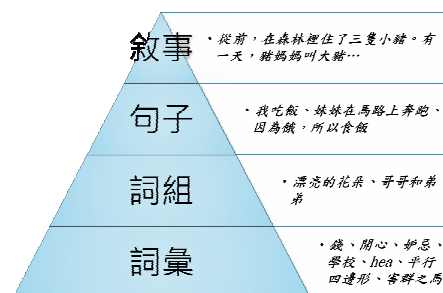 敘事
・從前，在森林裡住了三隻小豬。有
一天，豬媽媽叫大豬…
句子
・我吃飯、妹妹在馬路上奔跑、
因為餓，所以食飯
詞組
・漂亮的花朵、哥哥和弟
弟
詞彙
・錢、開心、妒忌、
學校、hea、平行
四邊形、害群之馬